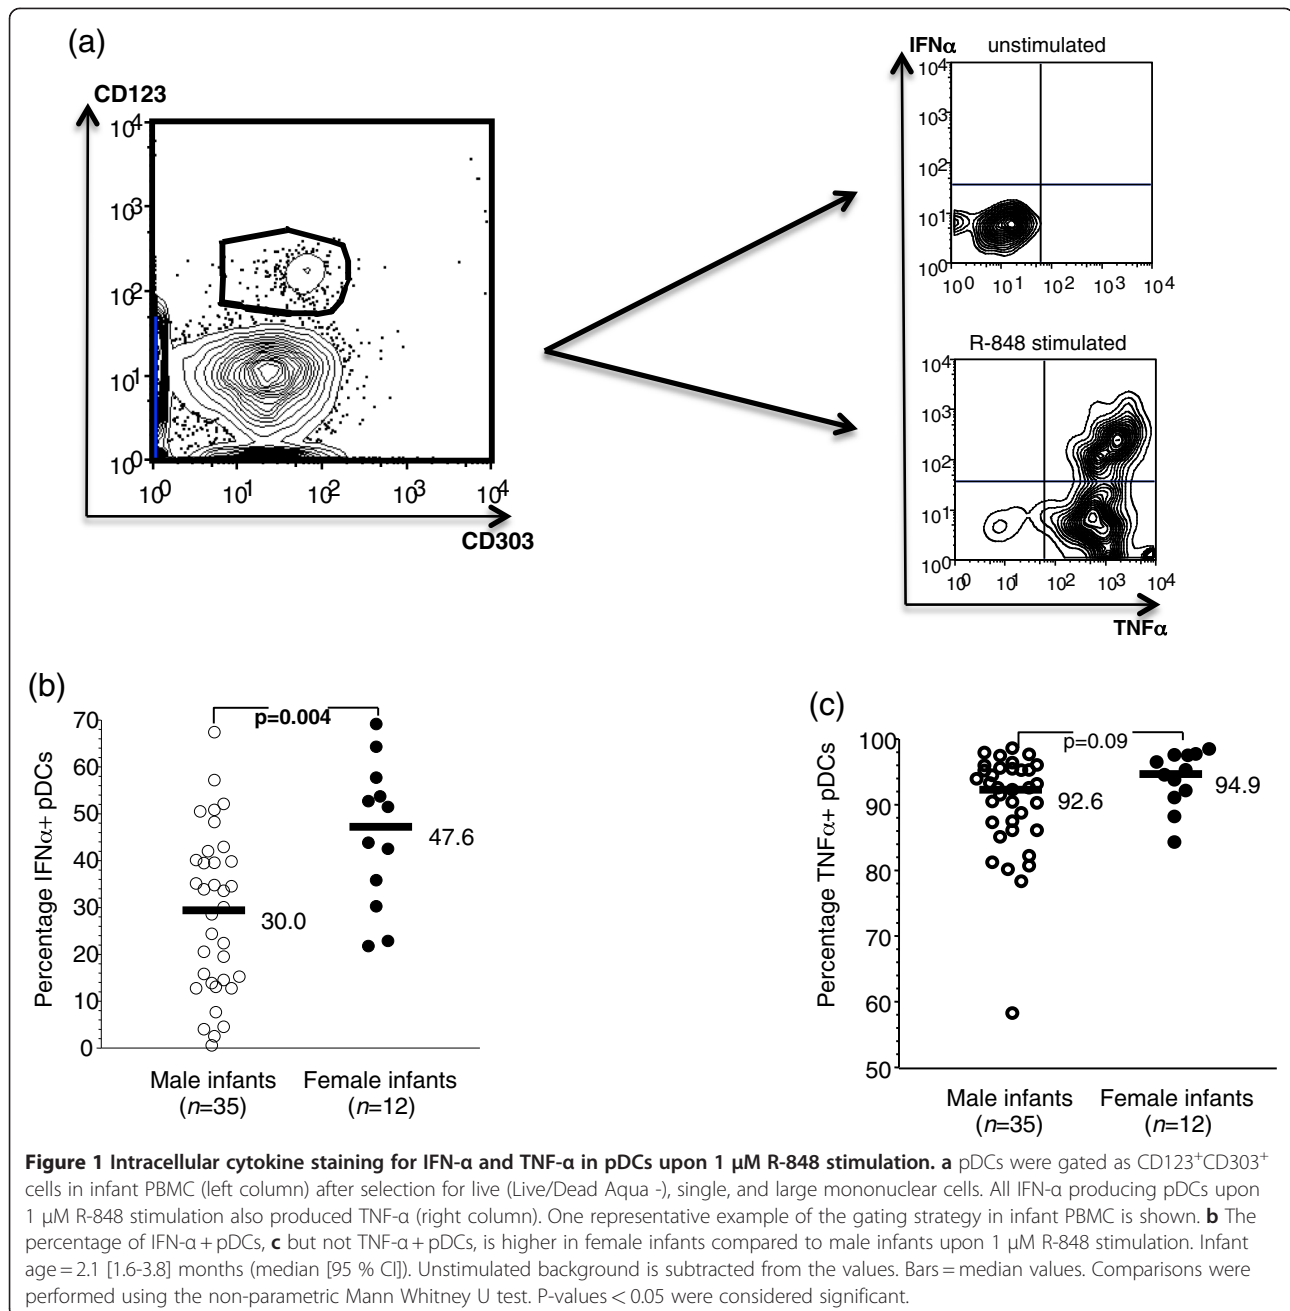 (a)
CD123
10⁴
10³
10²
10¹
10⁰
10⁰ 10¹ 10² 10³ 10⁴
CD303
IFNα unstimulated
10⁴
10³
10²
10¹
10⁰
10⁰ 10¹ 10² 10³ 10⁴
R-848 stimulated
10⁴
10³
10²
10¹
10⁰
10⁰ 10¹ 10² 10³ 10⁴
TNFα
(b)
Percentage IFNα+ pDCs
70
60
50
40
30
20
10
0
p=0.004
30.0
47.6
Male infants Female infants
(n=35) (n=12)
(c)
Percentage TNFα+ pDCs
100
90
80
70
60
50
p=0.09
92.6
94.9
Male infants Female infants
(n=35) (n=12)
Figure 1 Intracellular cytokine staining for IFN-α and TNF-α in pDCs upon 1 μM R-848 stimulation. a pDCs were gated as CD123⁺CD303⁺
cells in infant PBMC (left column) after selection for live (Live/Dead Aqua -), single, and large mononuclear cells. All IFN-α producing pDCs upon
1 μM R-848 stimulation also produced TNF-α (right column). One representative example of the gating strategy in infant PBMC is shown. b The
percentage of IFN-α + pDCs, c but not TNF-α + pDCs, is higher in female infants compared to male infants upon 1 μM R-848 stimulation. Infant
age = 2.1 [1.6-3.8] months (median [95 % CI]). Unstimulated background is subtracted from the values. Bars = median values. Comparisons were
performed using the non-parametric Mann Whitney U test. P-values < 0.05 were considered significant.